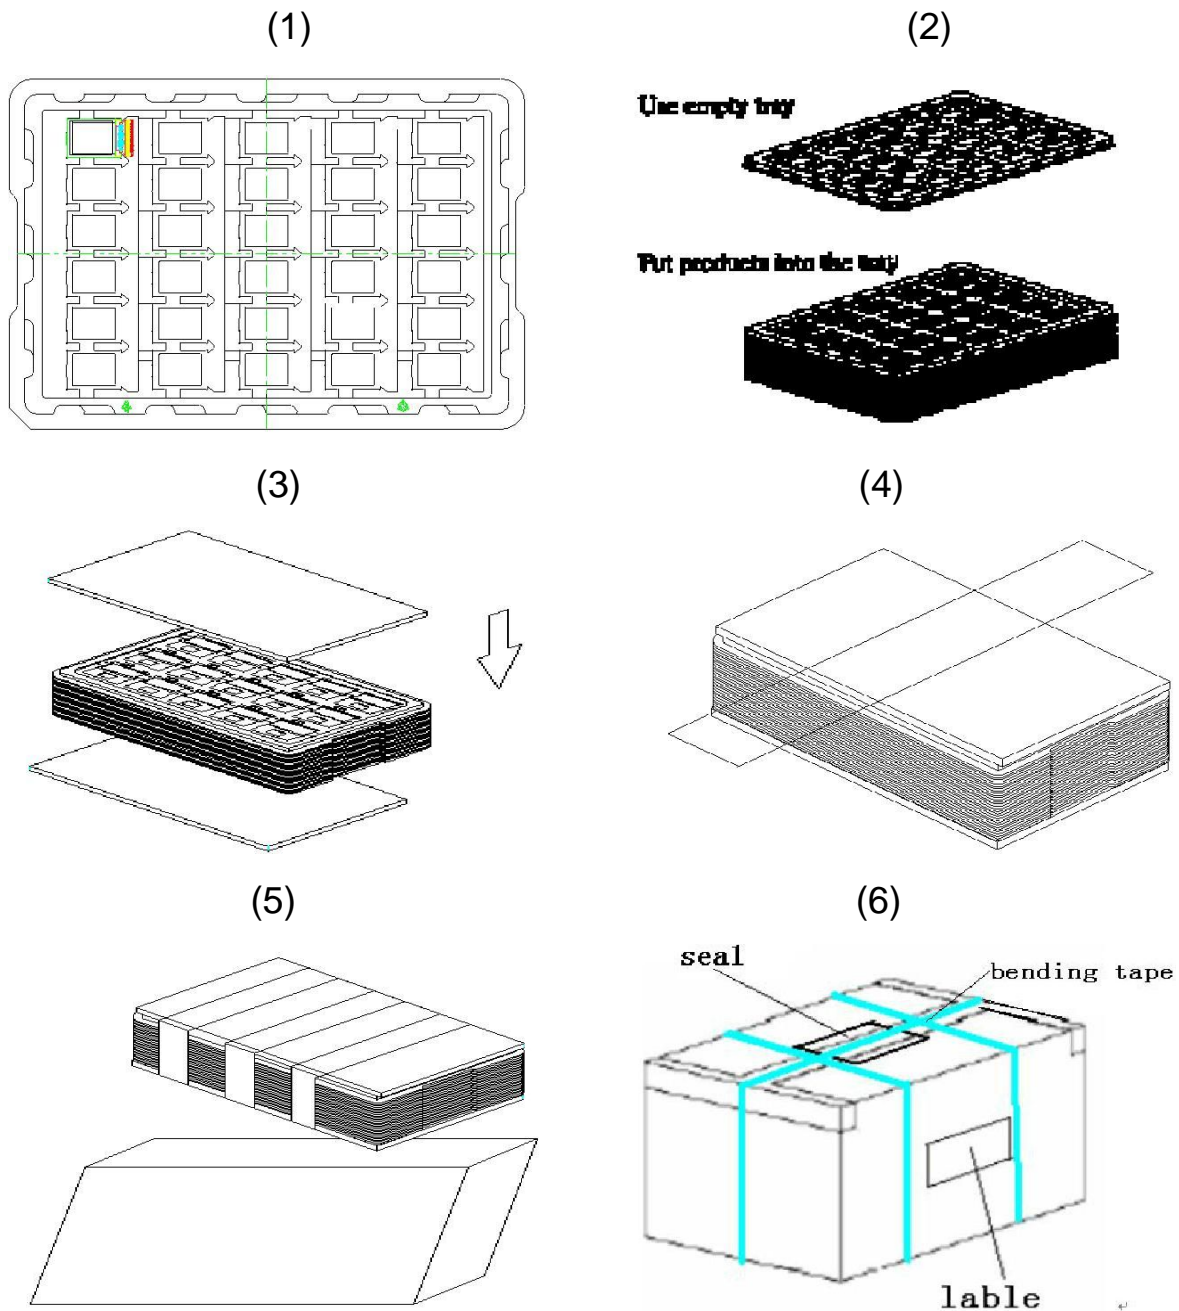 (1)
(2)
Use empty tray
Put products into the tray
(3)
(4)
(5)
(6)
seal
bending tape
lable